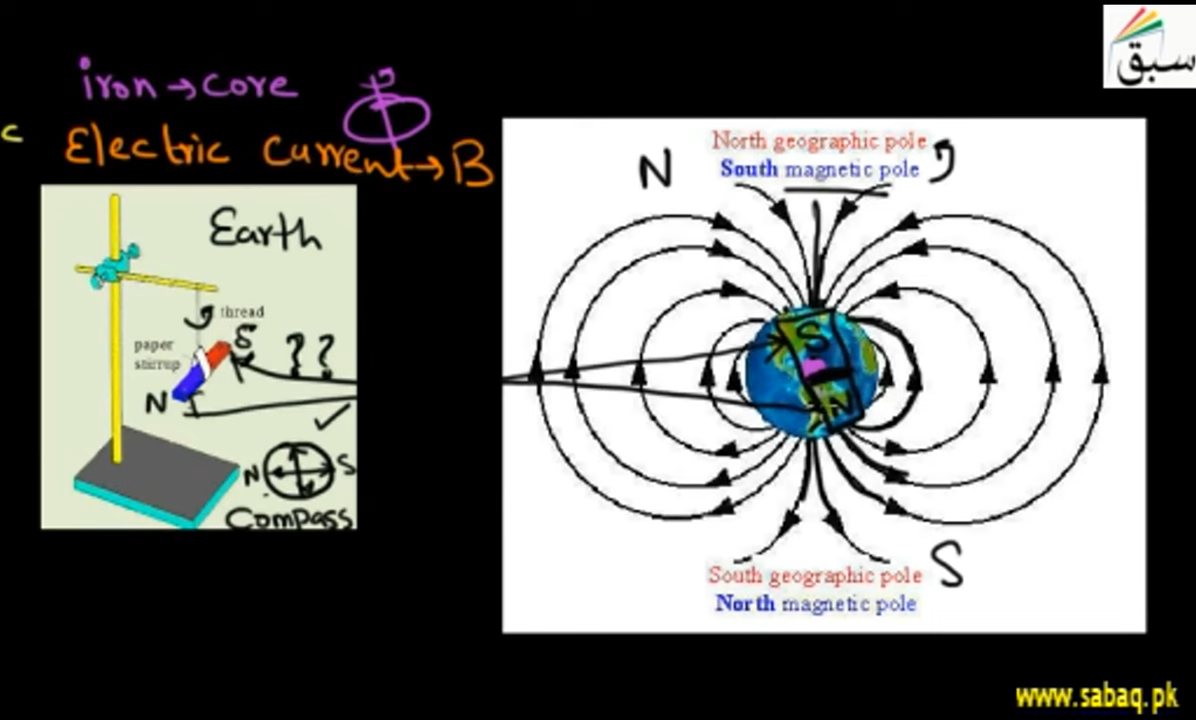 سبق
iron → core
c Electric Current → B
Earth
thread
S
paper
stirrup
??
N
N S
Compass
North geographic pole
N South magnetic pole
S
N
South geographic pole S
North magnetic pole
www.sabaq.pk